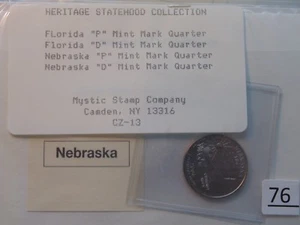 HERITAGE STATEHOOD COLLECTION
Florida "P" Mint Mark Quarter
Florida "D" Mint Mark Quarter
Nebraska "P" Mint Mark Quarter
Nebraska "D" Mint Mark Quarter
Mystic Stamp Company
Camden, NY 13316
CZ-13
Nebraska
76